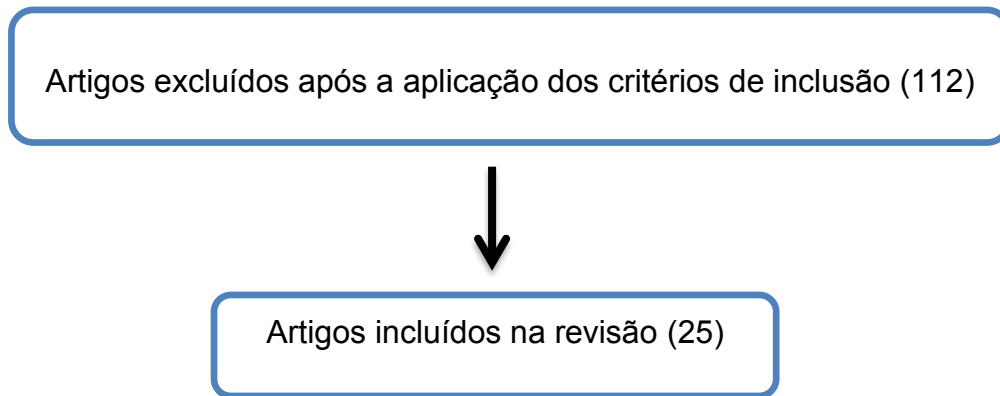 Artigos excluídos após a aplicação dos critérios de inclusão (112)
Artigos incluídos na revisão (25)